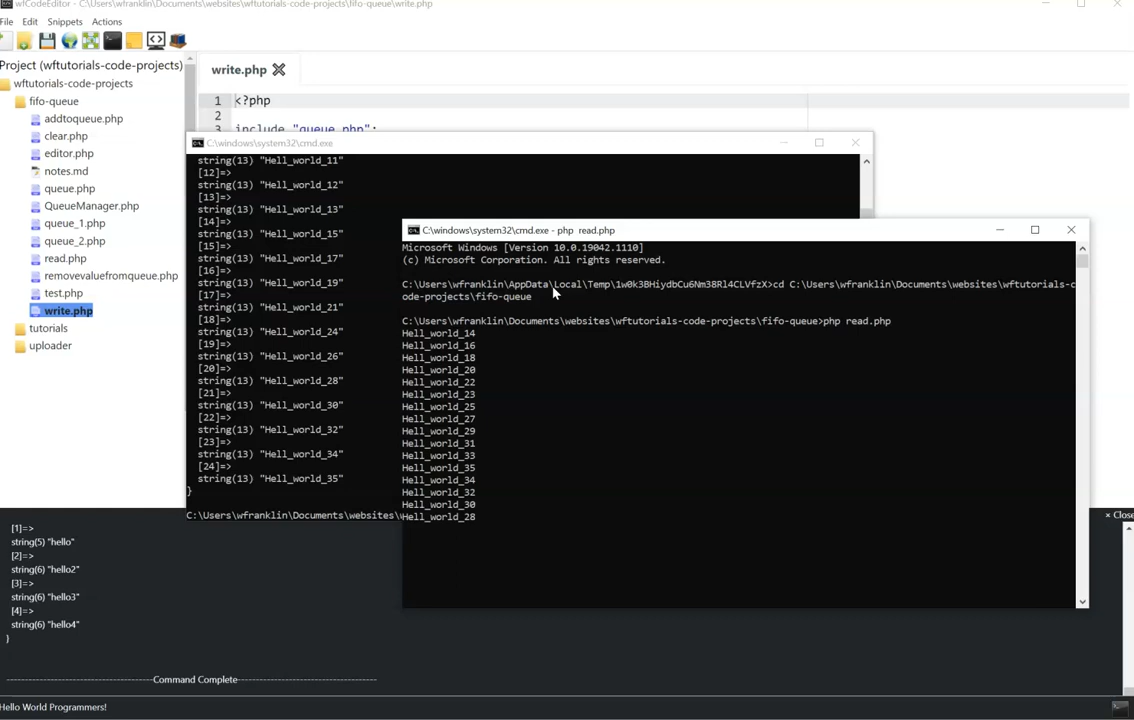 wfCodeEditor - C:\Users\wfranklin\Documents\websites\wftutorials-code-projects\fifo-queue\write.php
File Edit Snippets Actions
Project (wftutorials-code-projects)
wftutorials-code-projects
fifo-queue
addtoqueue.php
clear.php
editor.php
notes.md
queue.php
QueueManager.php
queue_1.php
queue_2.php
read.php
removevaluefromqueue.php
test.php
write.php
tutorials
uploader
write.php
1 <?php
2
3 include "queue.php";
C:\windows\system32\cmd.exe
string(13) "Hell_world_11"
[12]=>
string(13) "Hell_world_12"
[13]=>
string(13) "Hell_world_13"
[14]=>
string(13) "Hell_world_15"
[15]=>
string(13) "Hell_world_17"
[16]=>
string(13) "Hell_world_19"
[17]=>
string(13) "Hell_world_21"
[18]=>
string(13) "Hell_world_24"
[19]=>
string(13) "Hell_world_26"
[20]=>
string(13) "Hell_world_28"
[21]=>
string(13) "Hell_world_30"
[22]=>
string(13) "Hell_world_32"
[23]=>
string(13) "Hell_world_34"
[24]=>
string(13) "Hell_world_35"
}
C:\Users\wfranklin\Documents\websites\
C:\windows\system32\cmd.exe - php read.php
Microsoft Windows [Version 10.0.19042.1110]
(c) Microsoft Corporation. All rights reserved.
C:\Users\wfranklin\AppData\Local\Temp\1w0k3BHiydbCu6Nm38Rl4CLVfzX>cd C:\Users\wfranklin\Documents\websites\wftutorials-c
ode-projects\fifo-queue
C:\Users\wfranklin\Documents\websites\wftutorials-code-projects\fifo-queue>php read.php
Hell_world_14
Hell_world_16
Hell_world_18
Hell_world_20
Hell_world_22
Hell_world_23
Hell_world_25
Hell_world_27
Hell_world_29
Hell_world_31
Hell_world_33
Hell_world_35
Hell_world_34
Hell_world_32
Hell_world_30
Hell_world_28
× Close
[1]=>
string(5) "hello"
[2]=>
string(6) "hello2"
[3]=>
string(6) "hello3"
[4]=>
string(6) "hello4"
}
----------------------------------------Command Complete----------------------------------------
Hello World Programmers!